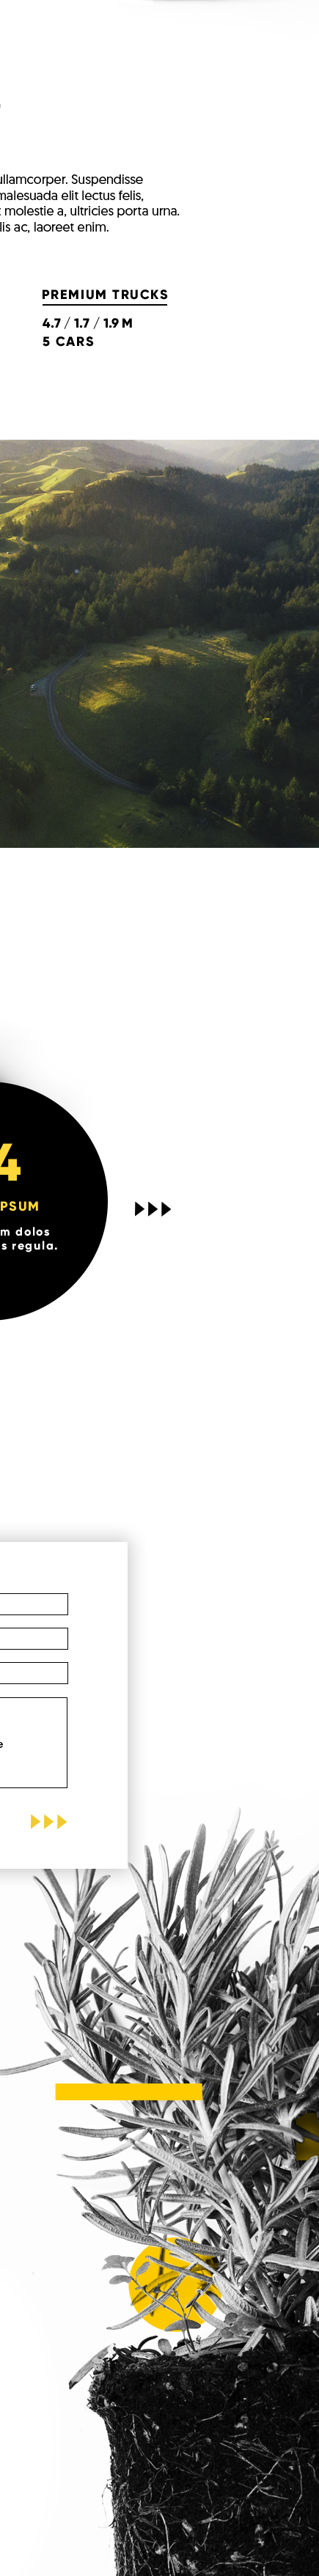 ullamcorper. Suspendisse
malesuada elit lectus felis,
molestie a, ultricies porta urna.
lis ac, laoreet enim.
PREMIUM TRUCKS
4.7 / 1.7 / 1.9 M
5 CARS
4
PSUM
m dolos
s regula.
e